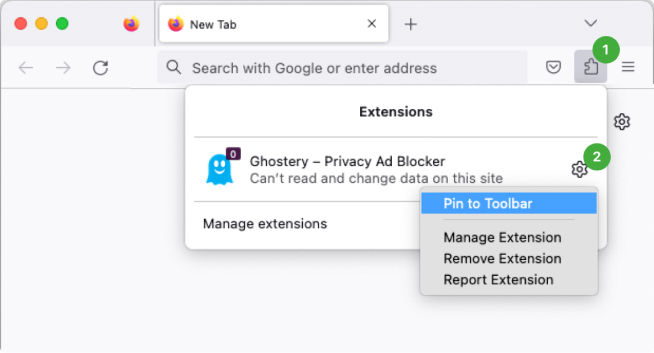 New Tab
1
Search with Google or enter address
Extensions
0
Ghostery – Privacy Ad Blocker
2
Can't read and change data on this site
Pin to Toolbar
Manage extensions
Manage Extension
Remove Extension
Report Extension